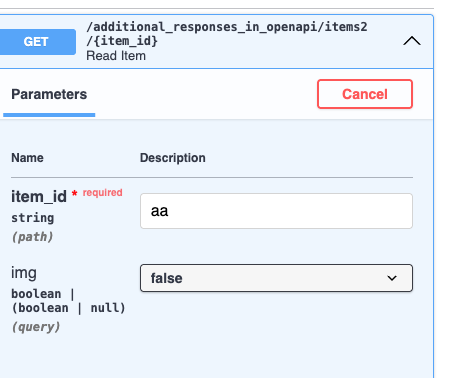 GET
/additional_responses_in_openapi/items2
/{item_id}
Read Item
Parameters
Cancel
Name
Description
item_id * required
aa
string
(path)
img
false
boolean |
(boolean | null)
(query)